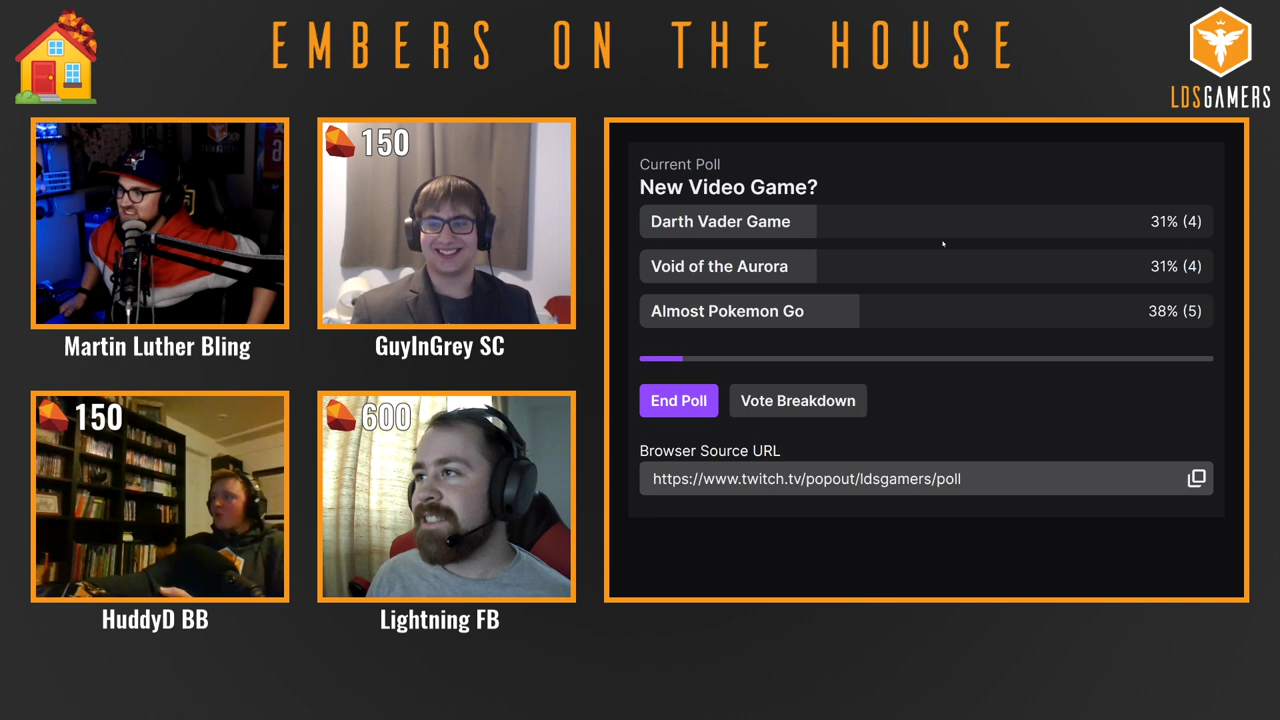 EMBERS ON THE HOUSE
LDSGAMERS
150
Martin Luther Bling
GuyInGrey SC
150
600
HuddyD BB
Lightning FB
Current Poll
New Video Game?
Darth Vader Game 31% (4)
Void of the Aurora 31% (4)
Almost Pokemon Go 38% (5)
End Poll Vote Breakdown
Browser Source URL
https://www.twitch.tv/popout/ldsgamers/poll